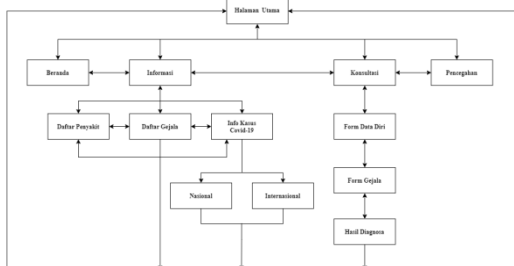 Halaman Utama
Beranda
Informasi
Konsultasi
Pencegahan
Daftar Penyakit
Daftar Gejala
Info Kasus
Covid-19
Form Data Diri
Form Gejala
Nasional
Internasional
Hasil Diagnosa